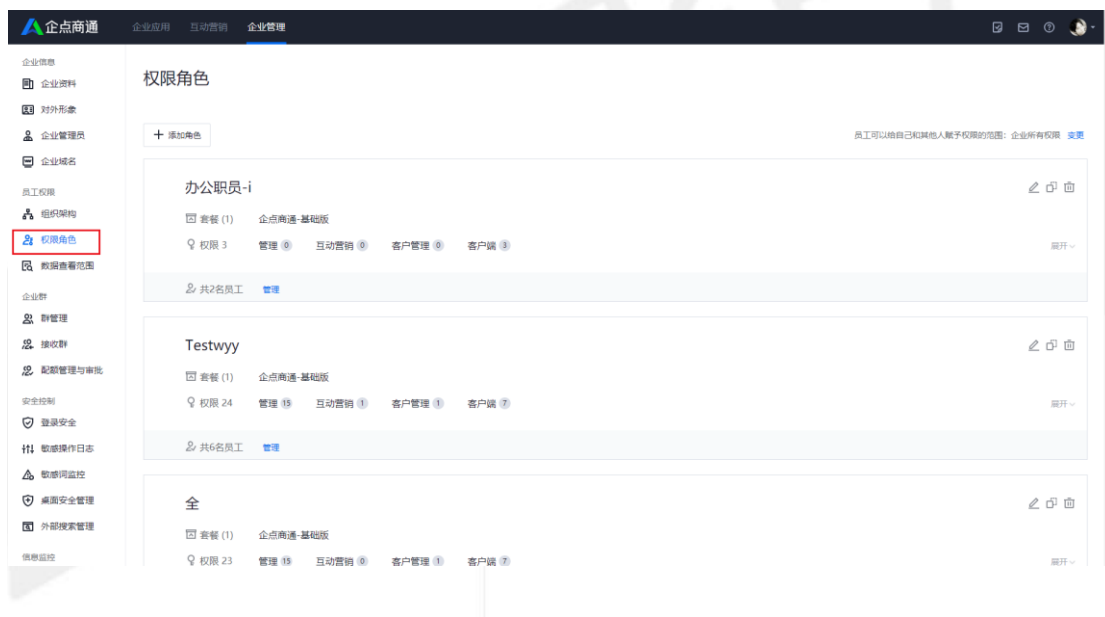 企点商通 企业应用 互动营销 企业管理
企业信息
企业资料
对外形象
企业管理员
企业域名
员工权限
组织架构
权限角色
数据查看范围
企业群
群管理
接收群
配额管理与审批
安全控制
登录安全
敏感操作日志
敏感词监控
桌面安全管理
外部搜索管理
信息监控
权限角色
添加角色 员工可以给自己和其他人赋予权限的范围：企业所有权限 变更
办公职员-i
套餐 (1) 企点商通-基础版
权限 3 管理 0 互动营销 0 客户管理 0 客户端 3 展开
共2名员工 管理
Testwyy
套餐 (1) 企点商通-基础版
权限 24 管理 15 互动营销 1 客户管理 1 客户端 7 展开
共6名员工 管理
全
套餐 (1) 企点商通-基础版
权限 23 管理 15 互动营销 0 客户管理 1 客户端 7 展开